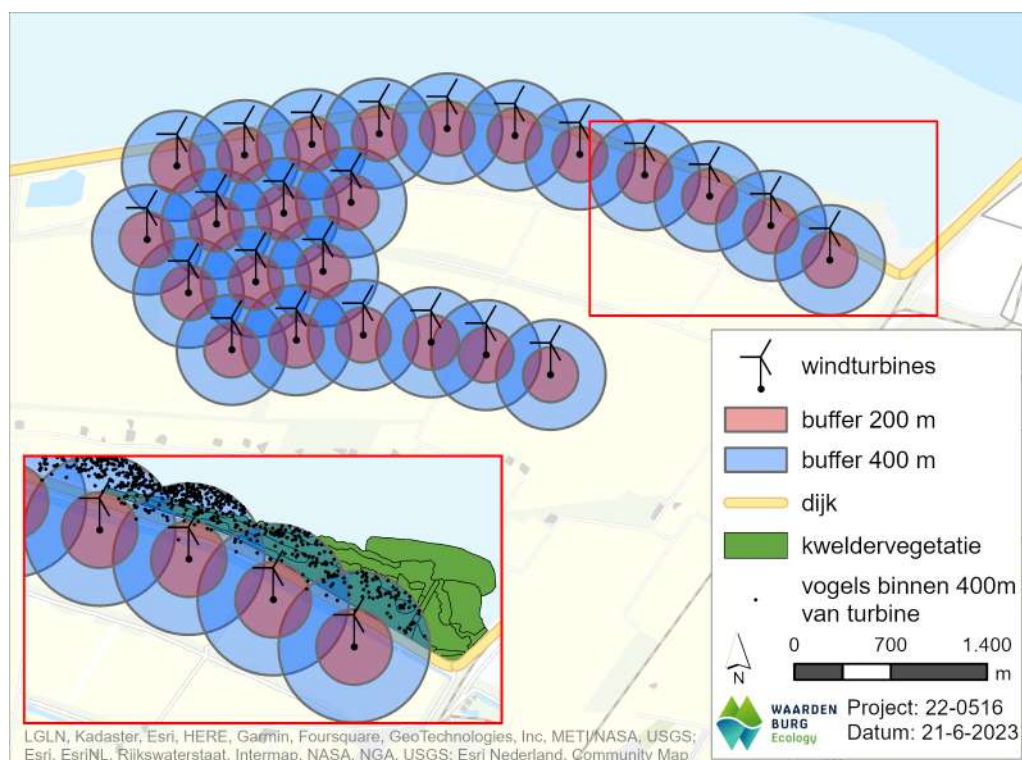 windturbines
buffer 200 m
buffer 400 m
dijk
kweldervegetatie
vogels binnen 400m
van turbine
0 700 1.400
m
N
WAARDEN
BURG
Ecology
Project: 22-0516
Datum: 21-6-2023
LGLN, Kadaster, Esri, HERE, Garmin, Foursquare, GeoTechnologies, Inc, METI/NASA, USGS;
Esri, EsriNL, Rijkswaterstaat, Intermap, NASA, NGA, USGS; Esri Nederland, Community Map